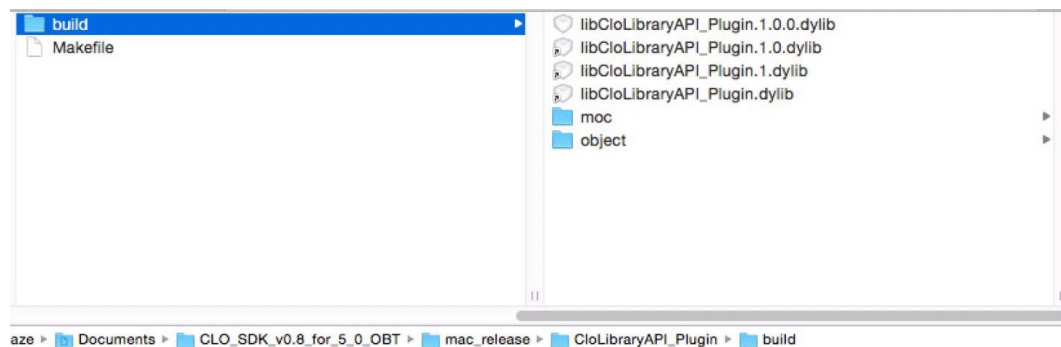 build
Makefile
libCloLibraryAPI_Plugin.1.0.0.dylib
libCloLibraryAPI_Plugin.1.0.dylib
libCloLibraryAPI_Plugin.1.dylib
libCloLibraryAPI_Plugin.dylib
moc
object
aze ▸ Documents ▸ CLO_SDK_v0.8_for_5_0_OBT ▸ mac_release ▸ CloLibraryAPI_Plugin ▸ build